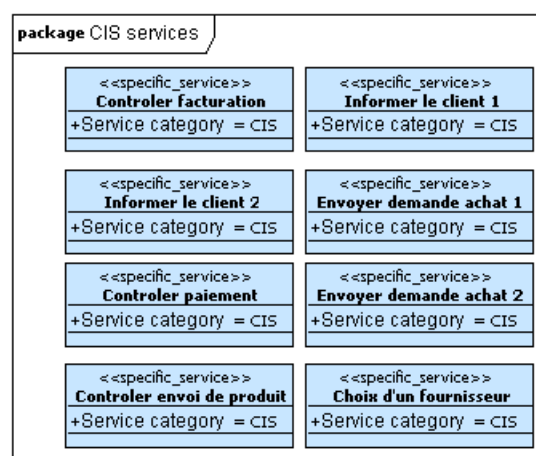 package CIS services
<<specific_service>>
Controler facturation
+Service category = CIS
<<specific_service>>
Informer le client 1
+Service category = CIS
<<specific_service>>
Informer le client 2
+Service category = CIS
<<specific_service>>
Envoyer demande achat 1
+Service category = CIS
<<specific_service>>
Controler paiement
+Service category = CIS
<<specific_service>>
Envoyer demande achat 2
+Service category = CIS
<<specific_service>>
Controler envoi de produit
+Service category = CIS
<<specific_service>>
Choix d'un fournisseur
+Service category = CIS